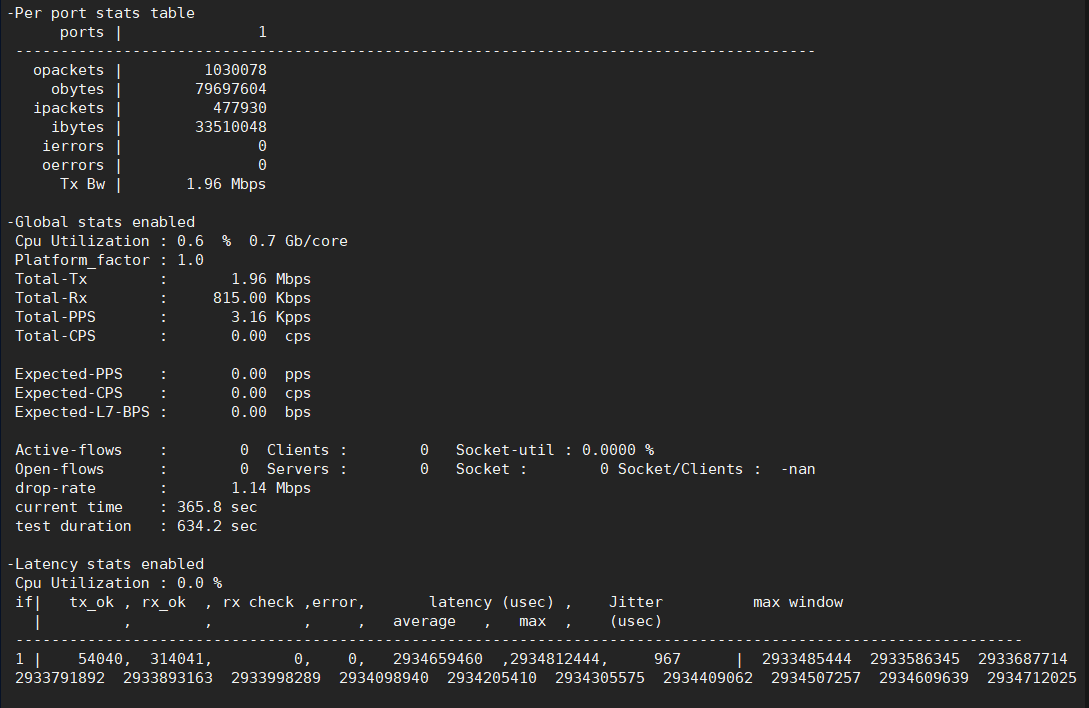 -Per port stats table
ports | 1
-----------------------------------------------------------------------------------------
opackets | 1030078
obytes | 79697604
ipackets | 477930
ibytes | 33510048
ierrors | 0
oerrors | 0
Tx Bw | 1.96 Mbps
-Global stats enabled
Cpu Utilization : 0.6 % 0.7 Gb/core
Platform_factor : 1.0
Total-Tx : 1.96 Mbps
Total-Rx : 815.00 Kbps
Total-PPS : 3.16 Kpps
Total-CPS : 0.00 cps
Expected-PPS : 0.00 pps
Expected-CPS : 0.00 cps
Expected-L7-BPS : 0.00 bps
Active-flows : 0 Clients : 0 Socket-util : 0.0000 %
Open-flows : 0 Servers : 0 Socket : 0 Socket/Clients : -nan
drop-rate : 1.14 Mbps
current time : 365.8 sec
test duration : 634.2 sec
-Latency stats enabled
Cpu Utilization : 0.0 %
if| tx_ok , rx_ok , rx check ,error, latency (usec) , Jitter max window
| , , , , average , max , (usec)
----------------------------------------------------------------------------------------------------------------
1 | 54040, 314041, 0, 0, 2934659460 ,2934812444, 967 | 2933485444 2933586345 2933687714
2933791892 2933893163 2933998289 2934098940 2934205410 2934305575 2934409062 2934507257 2934609639 2934712025